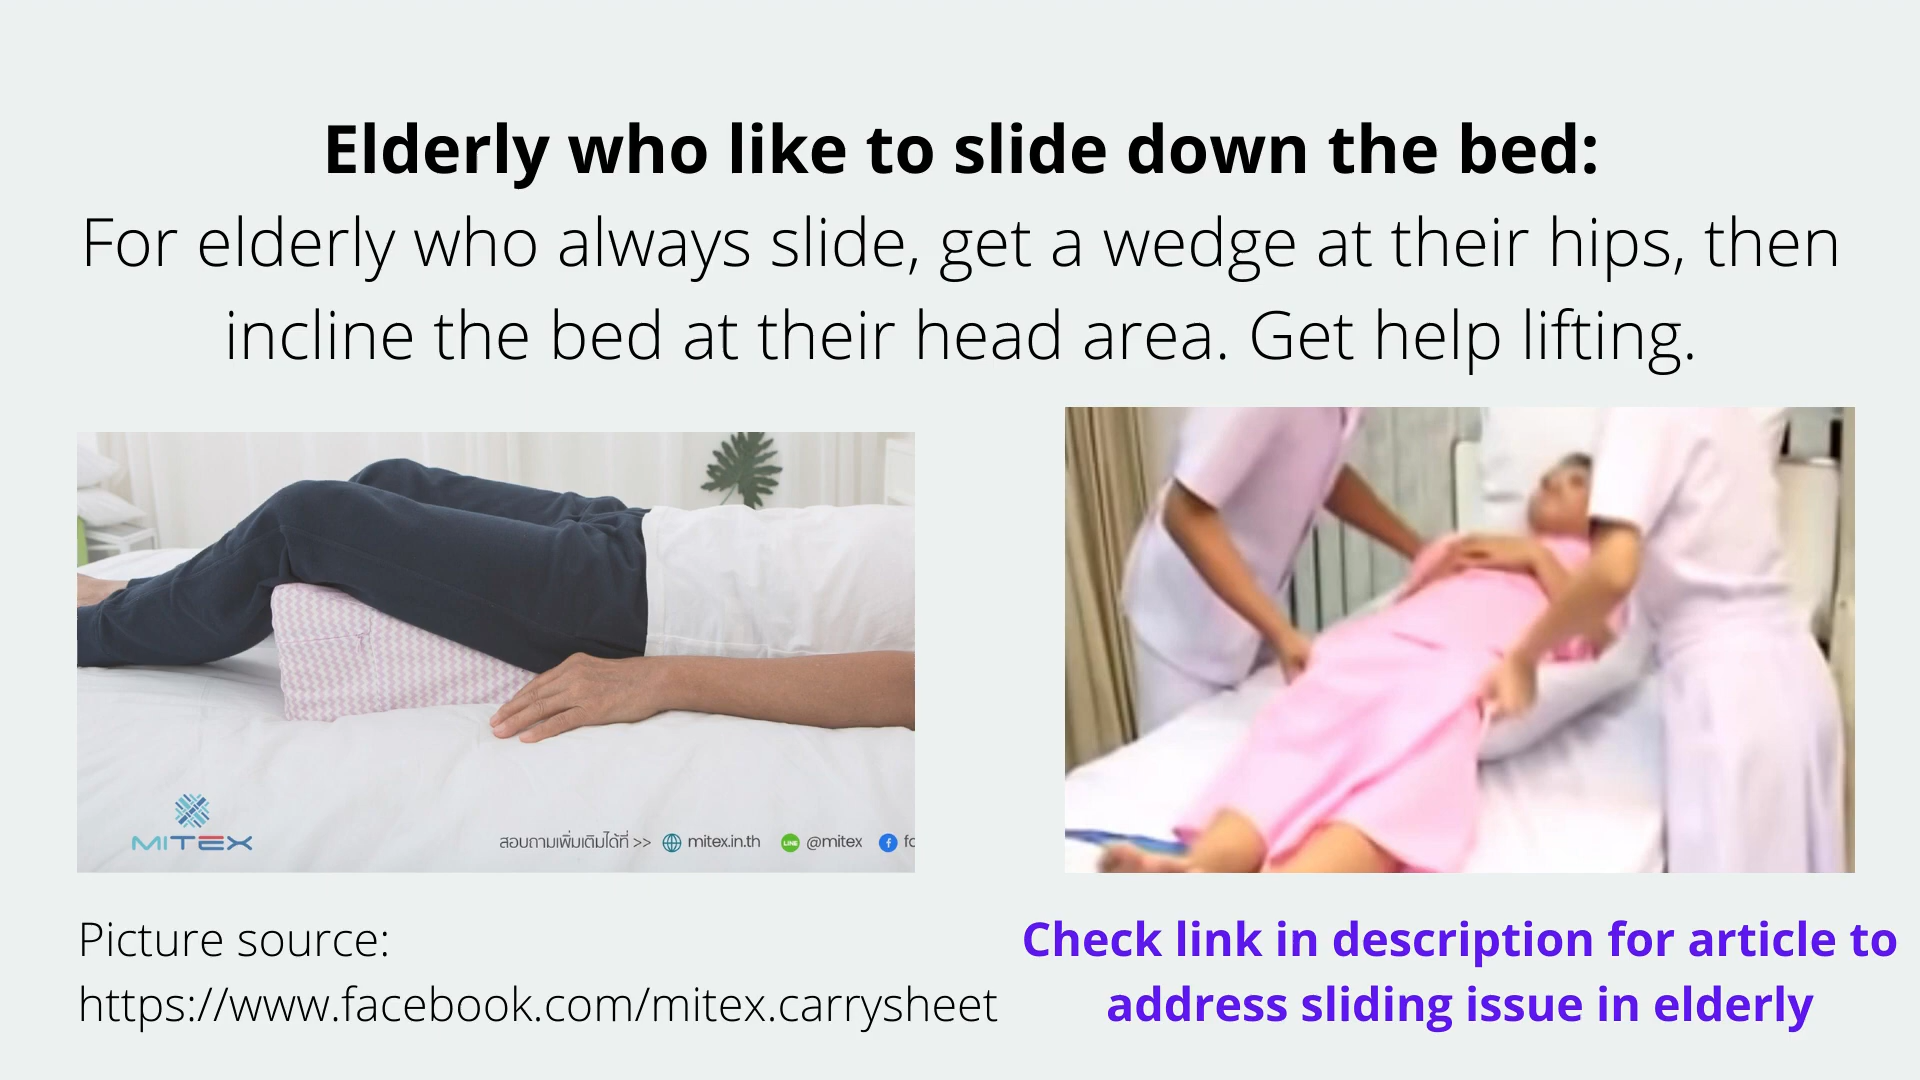 Elderly who like to slide down the bed:
For elderly who always slide, get a wedge at their hips, then
incline the bed at their head area. Get help lifting.
MITEX
สอบถามเพิ่มเติมได้ที่ >> mitex.in.th LINE @mitex f fc
Picture source:
https://www.facebook.com/mitex.carrysheet
Check link in description for article to
address sliding issue in elderly